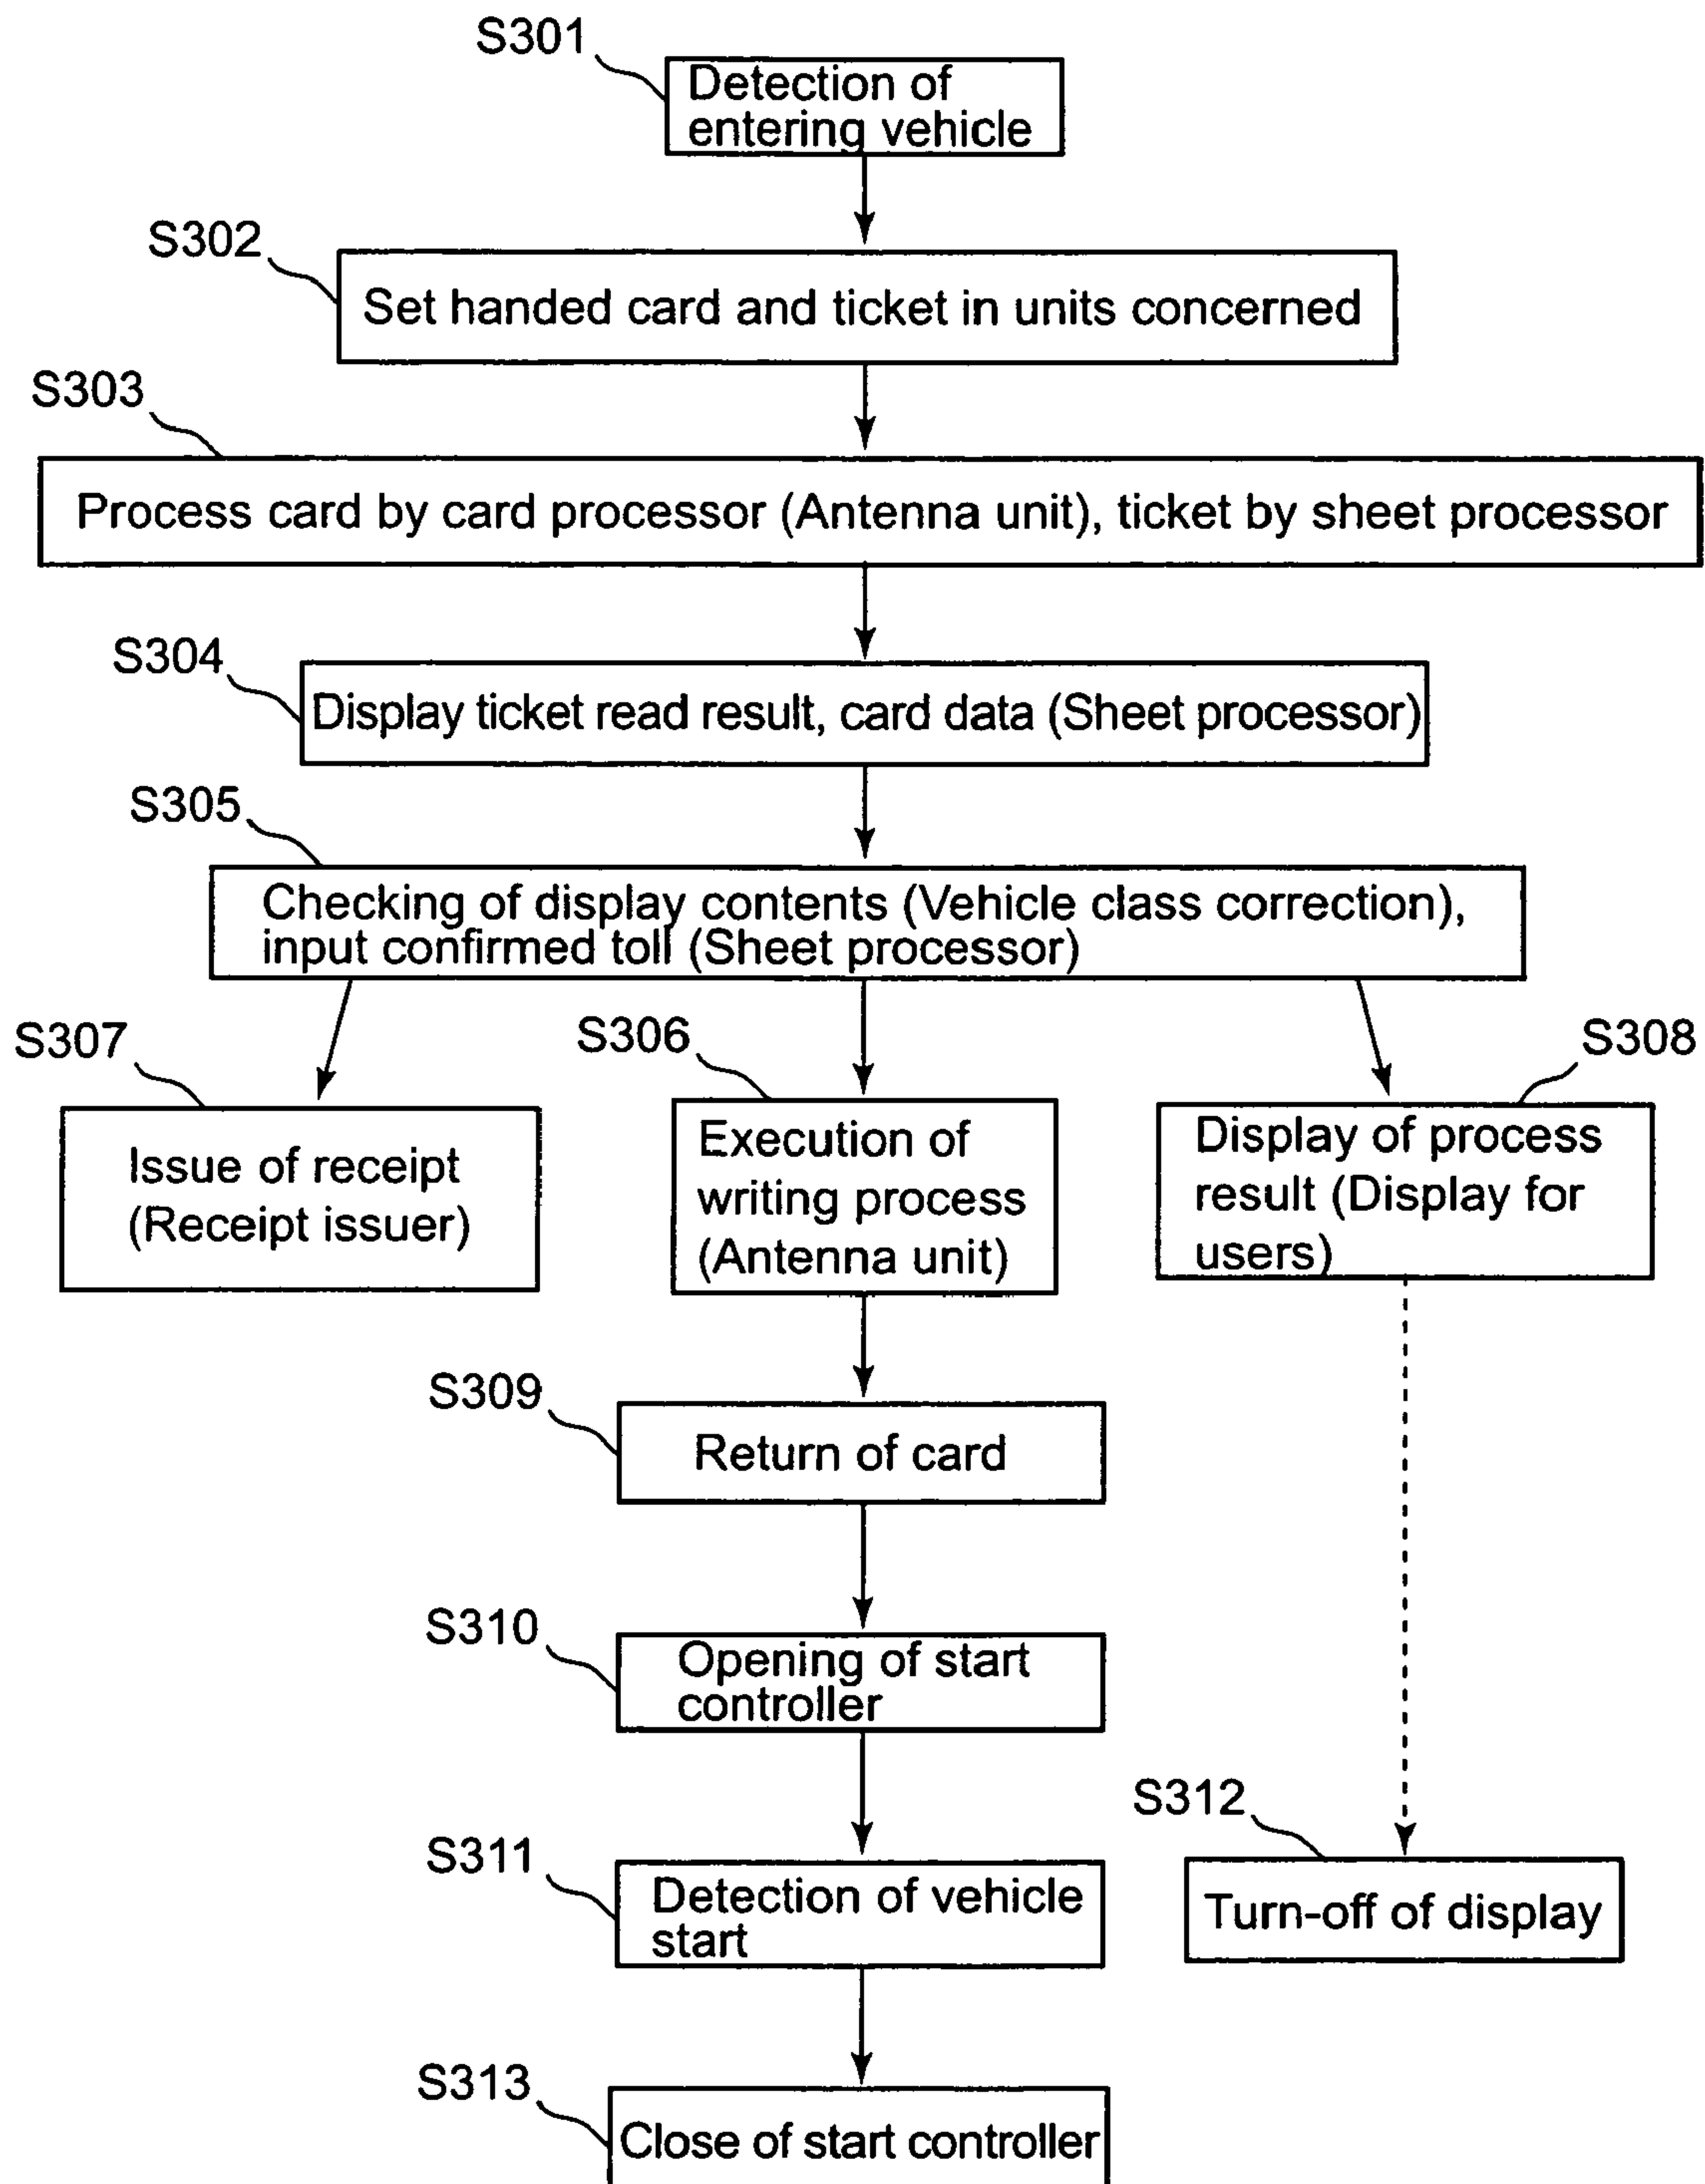 S301
Detection of
entering vehicle
S302
Set handed card and ticket in units concerned
S303
Process card by card processor (Antenna unit), ticket by sheet processor
S304
Display ticket read result, card data (Sheet processor)
S305
Checking of display contents (Vehicle class correction),
input confirmed toll (Sheet processor)
S307
Issue of receipt
(Receipt issuer)
S306
Execution of
writing process
(Antenna unit)
S308
Display of process
result (Display for
users)
S309
Return of card
S310
Opening of start
controller
S311
Detection of vehicle
start
S312
Turn-off of display
S313
Close of start controller